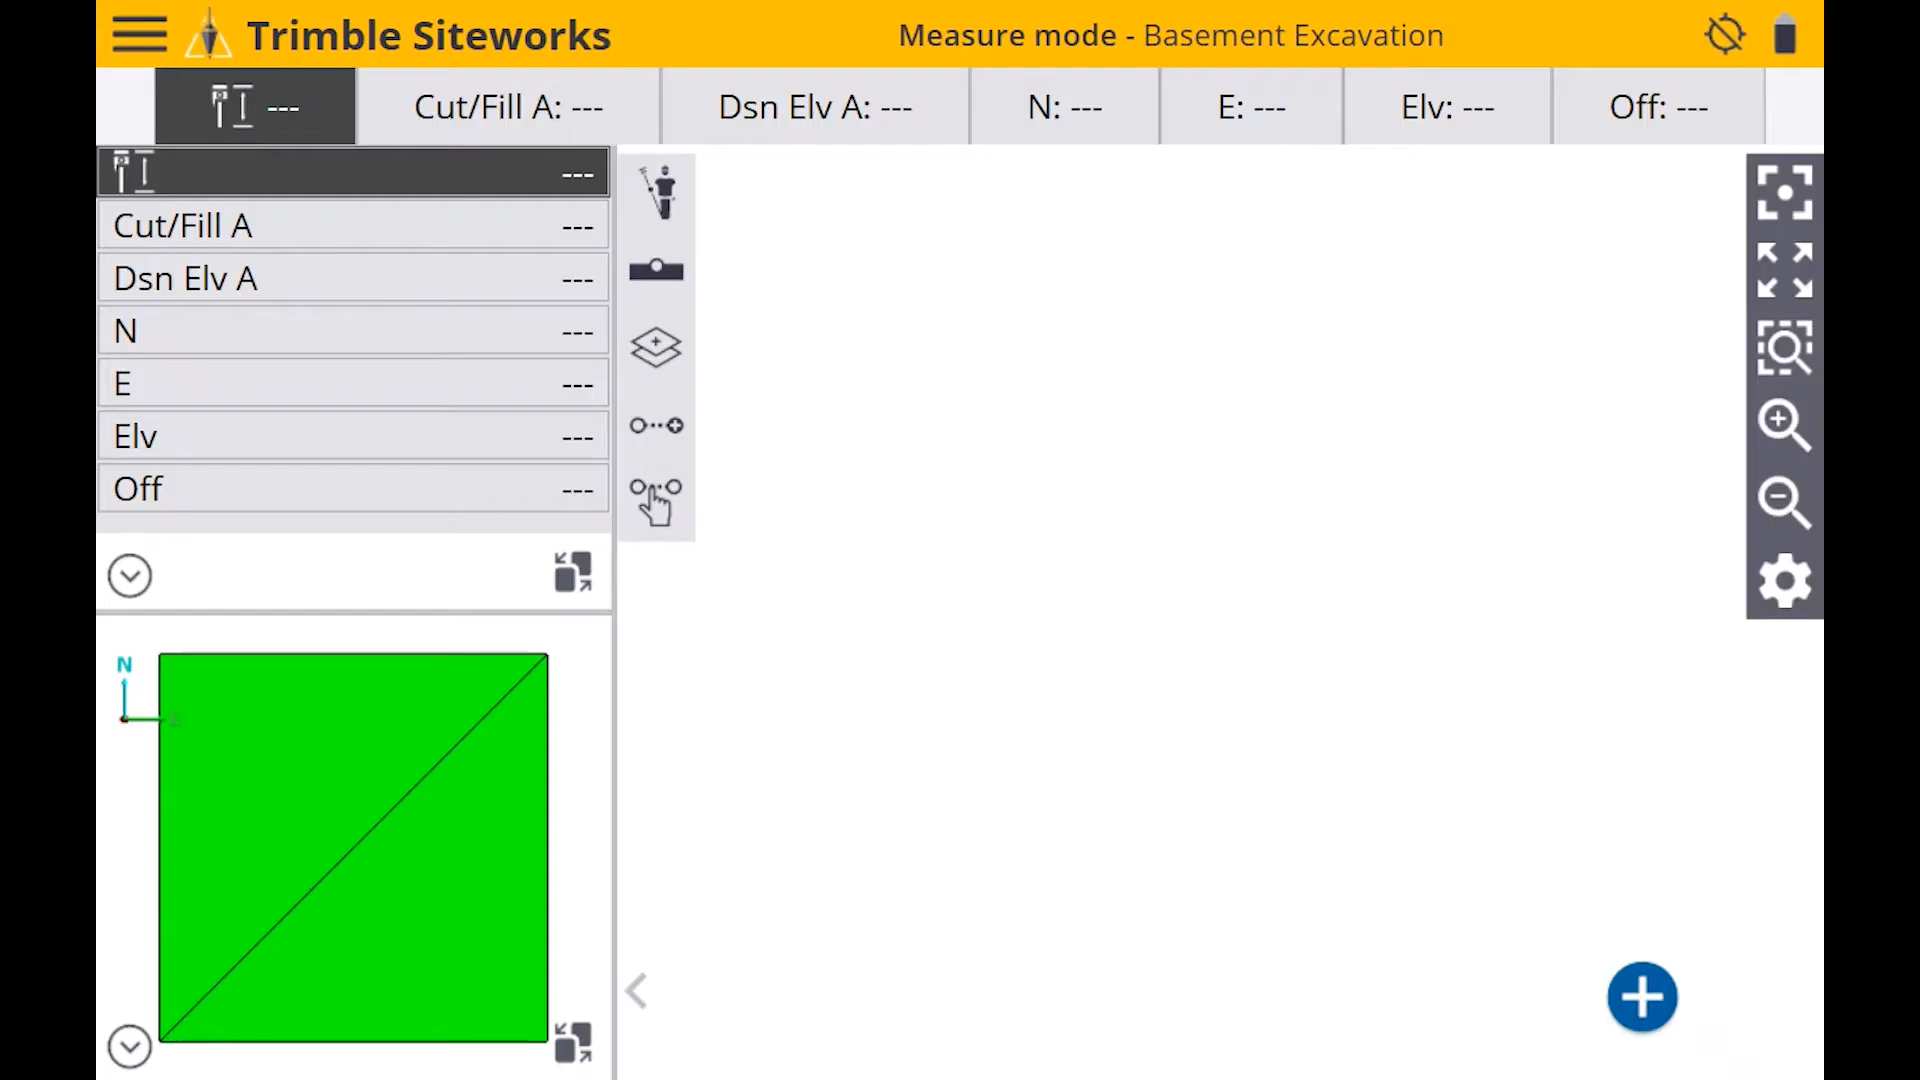 Trimble Siteworks
Measure mode - Basement Excavation
---
Cut/Fill A: ---
Dsn Elv A: ---
N: ---
E: ---
Elv: ---
Off: ---
---
Cut/Fill A ---
Dsn Elv A ---
N ---
E ---
Elv ---
Off ---
N